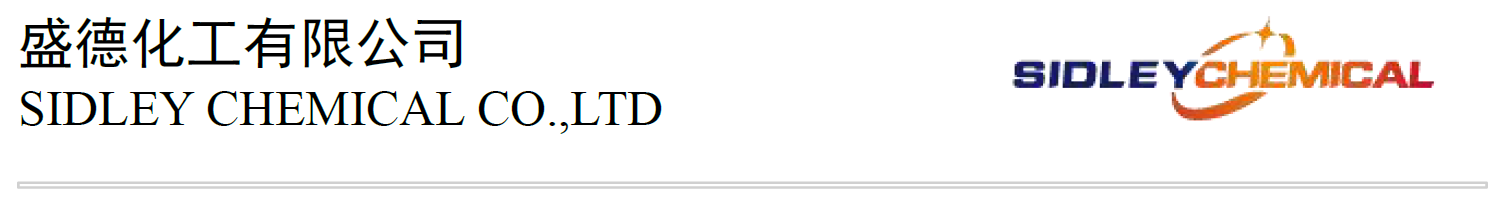 盛德化工有限公司
SIDLEY CHEMICAL CO.,LTD
SIDLEYCHEMICAL